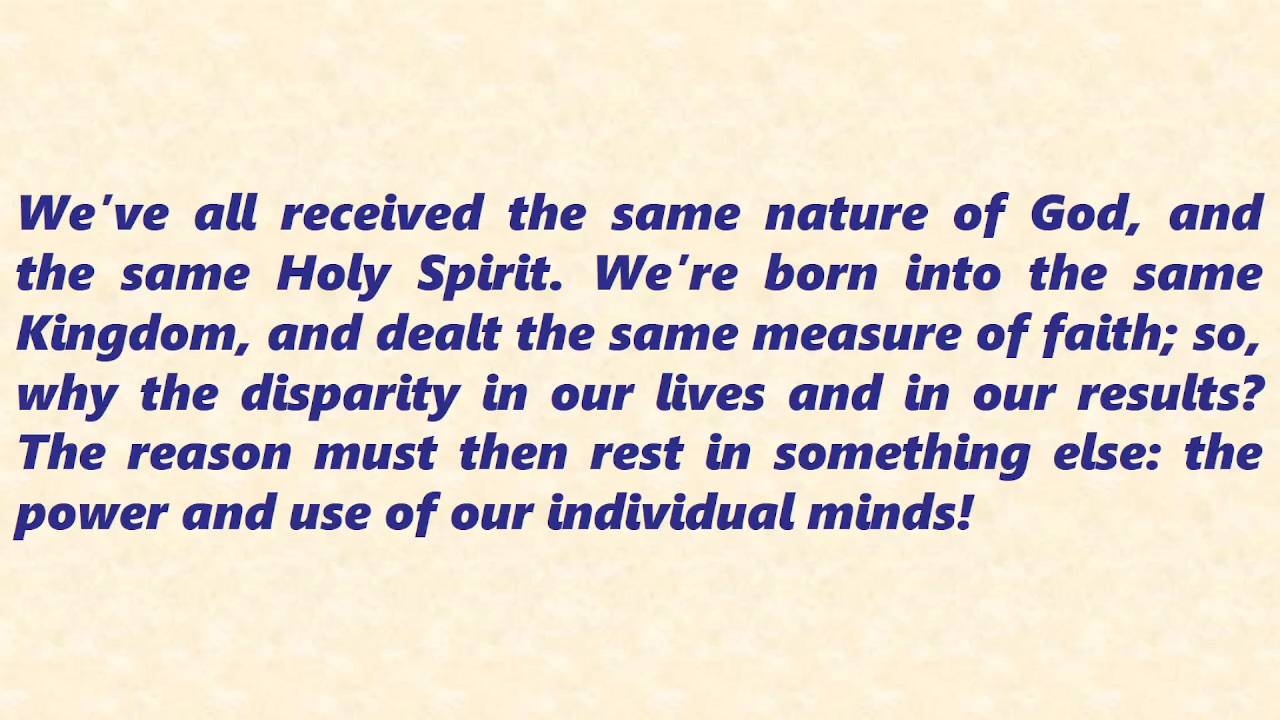 We've all received the same nature of God, and
the same Holy Spirit. We're born into the same
Kingdom, and dealt the same measure of faith; so,
why the disparity in our lives and in our results?
The reason must then rest in something else: the
power and use of our individual minds!